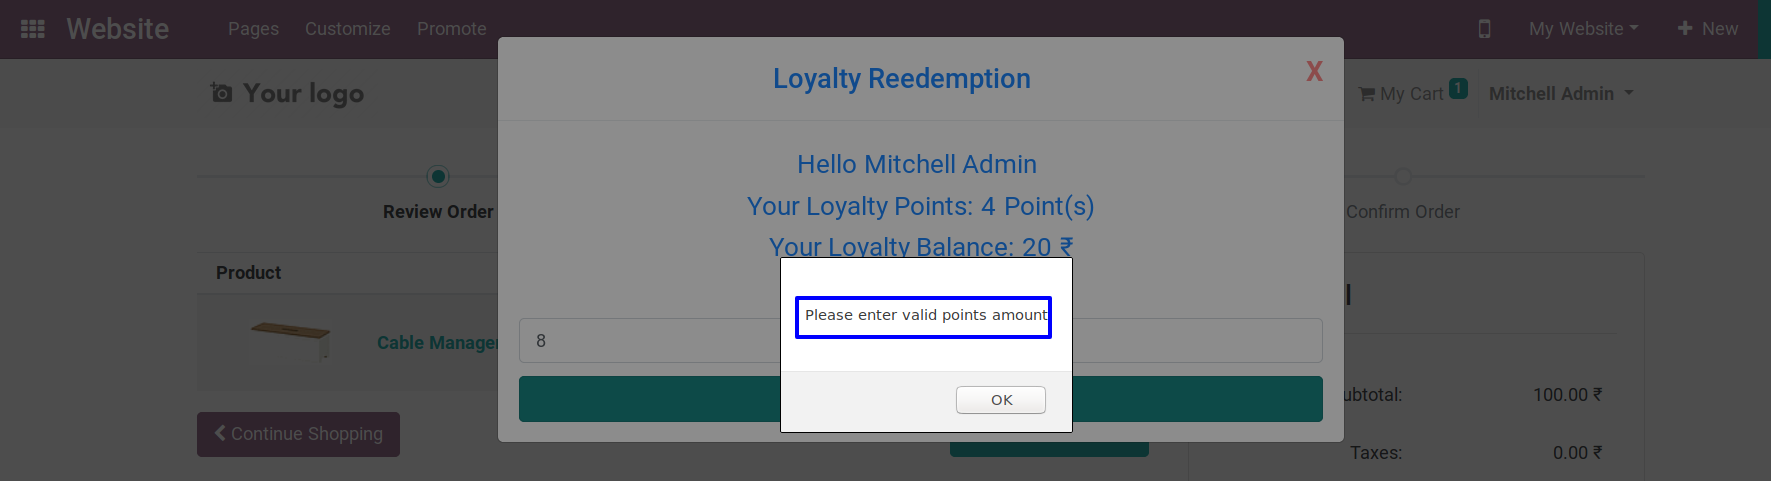 Website Pages Customize Promote My Website New
Loyalty Reedemption X
Your logo My Cart 1 Mitchell Admin
Hello Mitchell Admin
Your Loyalty Points: 4 Point(s)
Review Order Confirm Order
Your Loyalty Balance: 20 ₹
Product
Please enter valid points amount
8
Cable Manage
OK
ubtotal: 100.00 ₹
Continue Shopping
Taxes: 0.00 ₹